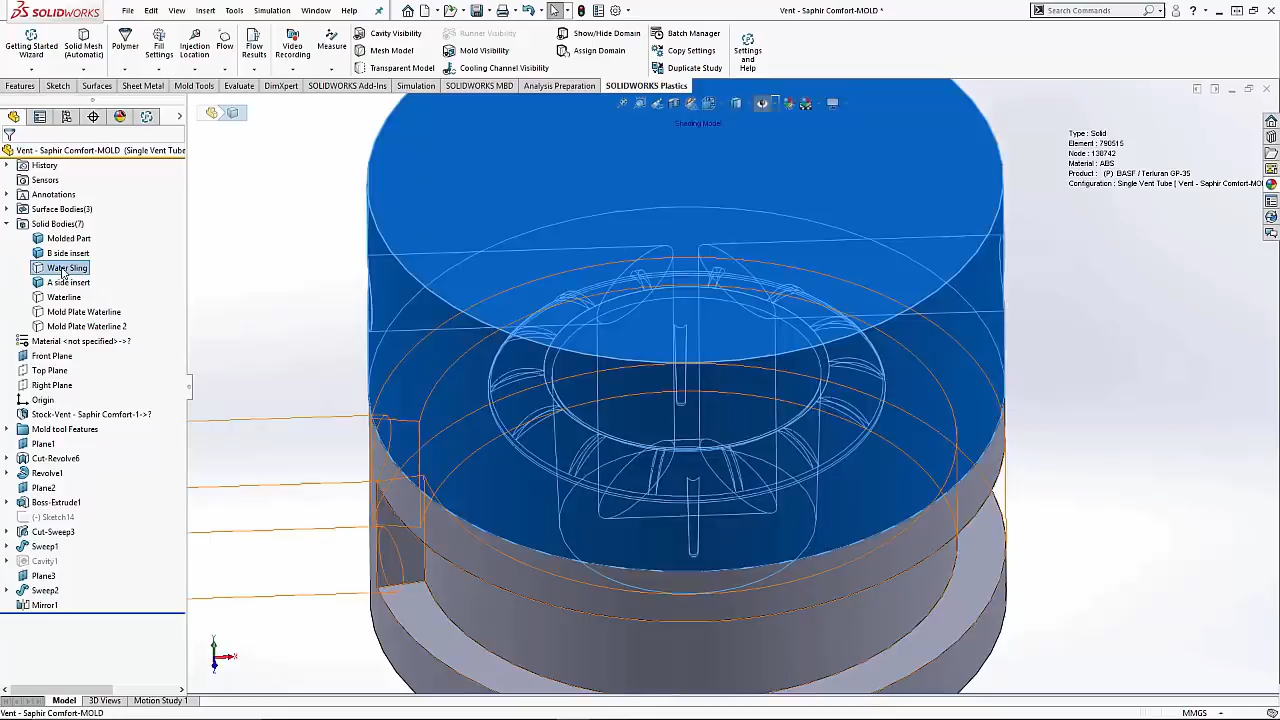 SOLIDWORKS
File Edit View Insert Tools Simulation Window Help
Vent - Saphir Comfort-MOLD *
Search Commands
Getting Started Wizard
Solid Mesh (Automatic)
Polymer
Fill Settings
Injection Location
Flow
Flow Results
Video Recording
Measure
Cavity Visibility
Runner Visibility
Show/Hide Domain
Batch Manager
Mesh Model
Mold Visibility
Assign Domain
Copy Settings
Transparent Model
Cooling Channel Visibility
Duplicate Study
Settings and Help
Features Sketch Surfaces Sheet Metal Mold Tools Evaluate DimXpert SOLIDWORKS Add-Ins Simulation SOLIDWORKS MBD Analysis Preparation SOLIDWORKS Plastics
Shading Model
Type : Solid
Element : 790515
Node : 138742
Material : ABS
Product : (P) BASF / Terluran GP-35
Configuration : Single Vent Tube [ Vent - Saphir Comfort-MO
Vent - Saphir Comfort-MOLD (Single Vent Tube
History
Sensors
Annotations
Surface Bodies(3)
Solid Bodies(7)
Molded Part
B side insert
Water Sling
A side insert
Waterline
Mold Plate Waterline
Mold Plate Waterline 2
Material <not specified>->?
Front Plane
Top Plane
Right Plane
Origin
Stock-Vent - Saphir Comfort-1->>?
Mold tool Features
Plane1
Cut-Revolve6
Revolve1
Plane2
Boss-Extrude1
(-) Sketch14
Cut-Sweep3
Sweep1
Cavity1
Plane3
Sweep2
Mirror1
Model 3D Views Motion Study 1
Vent - Saphir Comfort-MOLD
MMGS